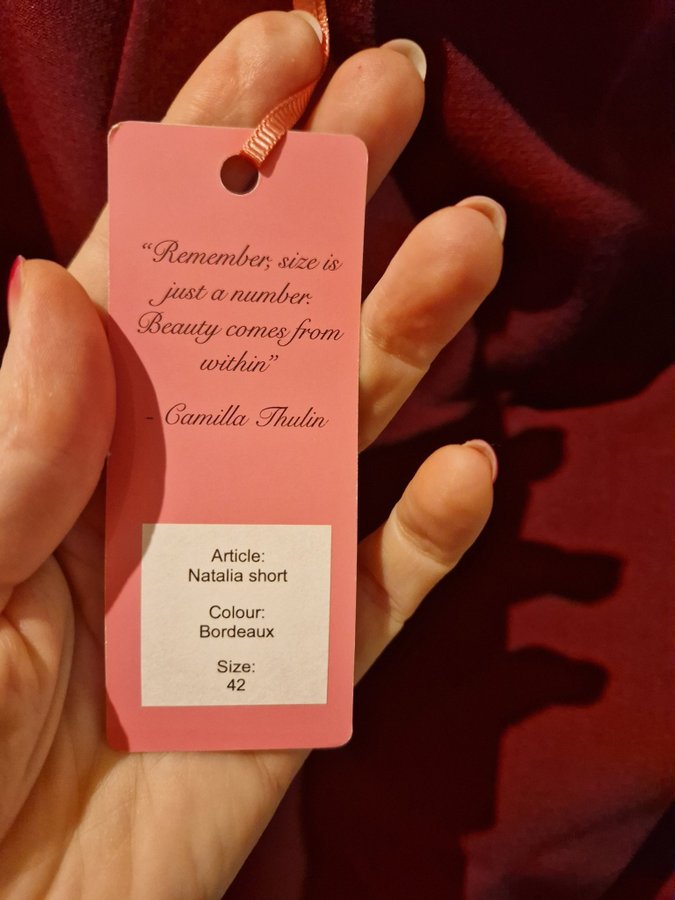 “Remember, size is
just a number.
Beauty comes from
within”
- Camilla Thulin
Article:
Natalia short
Colour:
Bordeaux
Size:
42